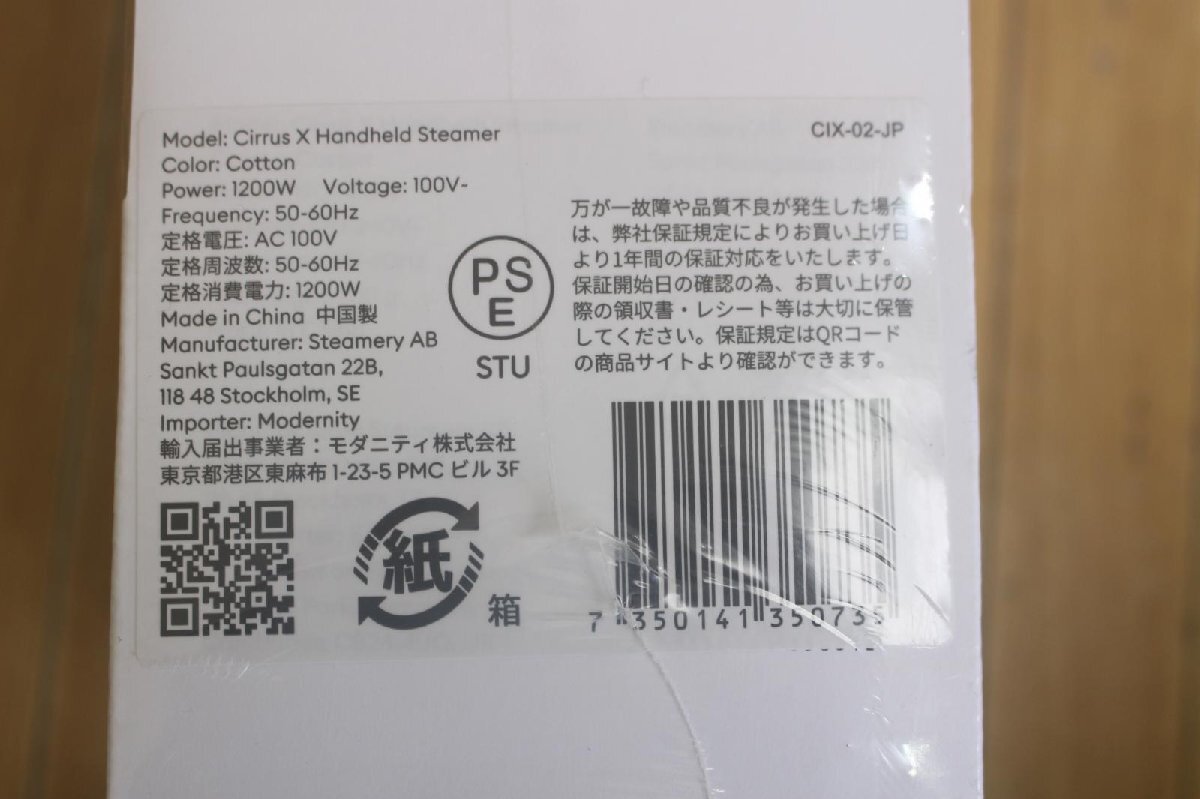 Model: Cirrus X Handheld Steamer
CIX-02-JP
Color: Cotton
Power: 1200W Voltage: 100V-
Frequency: 50-60Hz
定格電圧: AC 100V
定格周波数: 50-60Hz
定格消費電力: 1200W
Made in China 中国製
Manufacturer: Steamery AB
Sankt Paulsgatan 22B,
118 48 Stockholm, SE
Importer: Modernity
輸入届出事業者：モダニティ株式会社
東京都港区東麻布 1-23-5 PMC ビル 3F
PS
E
STU
万が一故障や品質不良が発生した場合
は、弊社保証規定によりお買い上げ日
より1年間の保証対応をいたします。
保証開始日の確認の為、お買い上げの
際の領収書・レシート等は大切に保管
してください。保証規定はQRコード
の商品サイトより確認ができます。
紙
箱
7 350141 350735